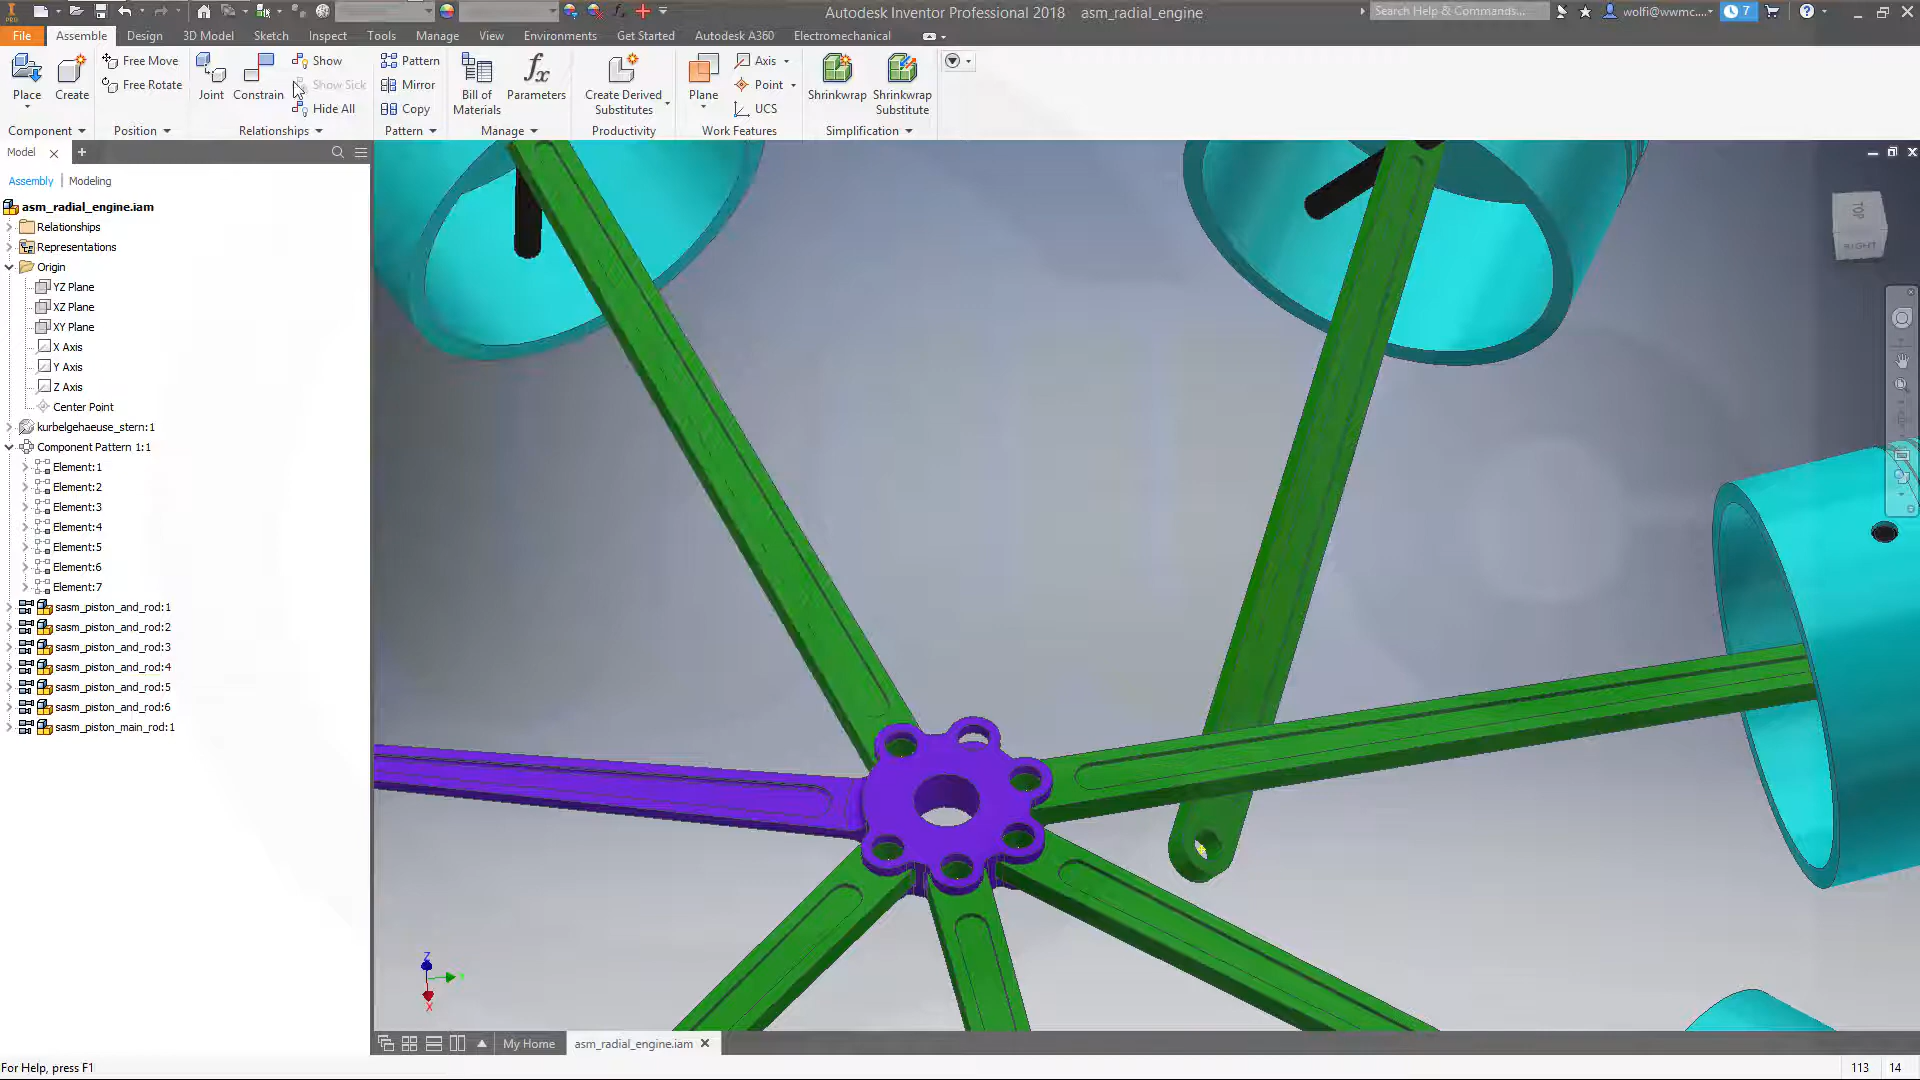 Autodesk Inventor Professional 2018 asm_radial_engine
Search Help & Commands...
wolfi@wwmc...
7
File Assemble Design 3D Model Sketch Inspect Tools Manage View Environments Get Started Autodesk A360 Electromechanical
Place
Create
Free Move
Free Rotate
Joint
Constrain
Show
Show Sick
Hide All
Pattern
Mirror
Copy
Bill of
Materials
Parameters
Create Derived
Substitutes
Plane
Axis
Point
UCS
Shrinkwrap
Shrinkwrap
Substitute
Component Position Relationships Pattern Manage Productivity Work Features Simplification
Model
Assembly Modeling
asm_radial_engine.iam
Relationships
Representations
Origin
YZ Plane
XZ Plane
XY Plane
X Axis
Y Axis
Z Axis
Center Point
kurbelgehaeuse_stern:1
Component Pattern 1:1
Element:1
Element:2
Element:3
Element:4
Element:5
Element:6
Element:7
sasm_piston_and_rod:1
sasm_piston_and_rod:2
sasm_piston_and_rod:3
sasm_piston_and_rod:4
sasm_piston_and_rod:5
sasm_piston_and_rod:6
sasm_piston_main_rod:1
TOP
RIGHT
Z
Y
X
My Home asm_radial_engine.iam
For Help, press F1
113 14